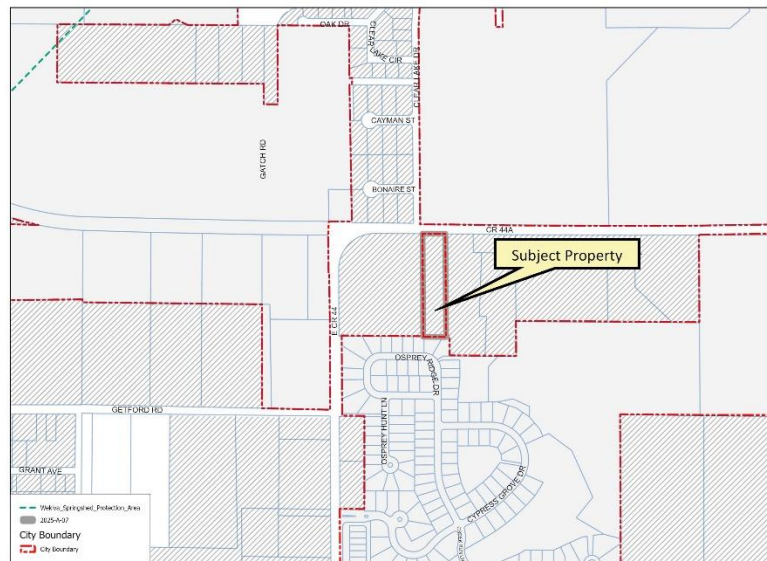 OAK DR
CLEAR
LAKE CIR
CLEAR LAKE DR
CAYMAN ST
GATCH RD
BONAIRE ST
CR 44A
Subject Property
E CR 44
OSPREY RIDGE DR
GETFORD RD
OSPREY HUNT LN
GRANT AVE
CYPRESS GROVE DR
Wekiva_Springshed_Protection_Area
2025-A-07
City Boundary
City Boundary